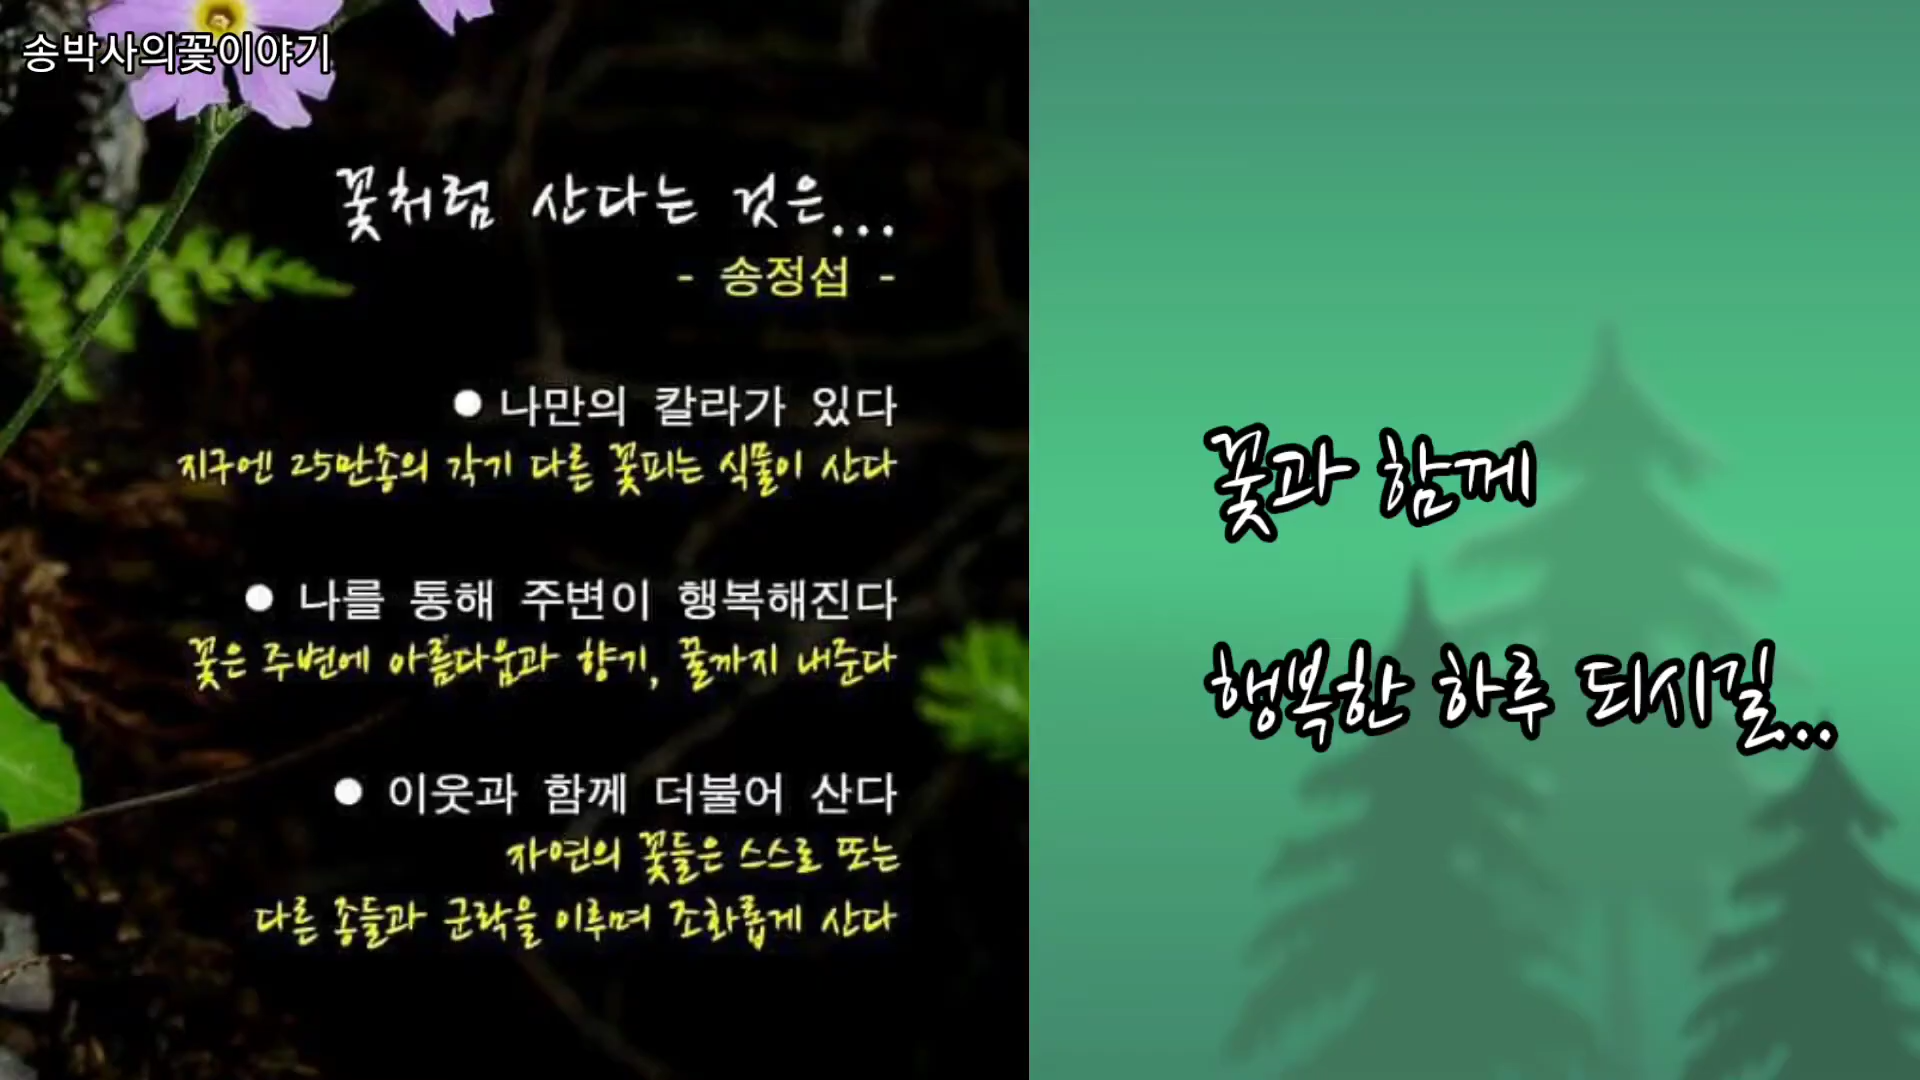 송박사의꽃이야기
꽃처럼 산다는 것은...
- 송정섭 -
● 나만의 칼라가 있다
지구엔 25만종의 각기 다른 꽃피는 식물이 산다
● 나를 통해 주변이 행복해진다
꽃은 주변에 아름다움과 향기, 꿀까지 내준다
● 이웃과 함께 더불어 산다
자연의 꽃들은 스스로 또는
다른 종들과 군락을 이루며 조화롭게 산다
꽃과 함께
행복한 하루 되시길...